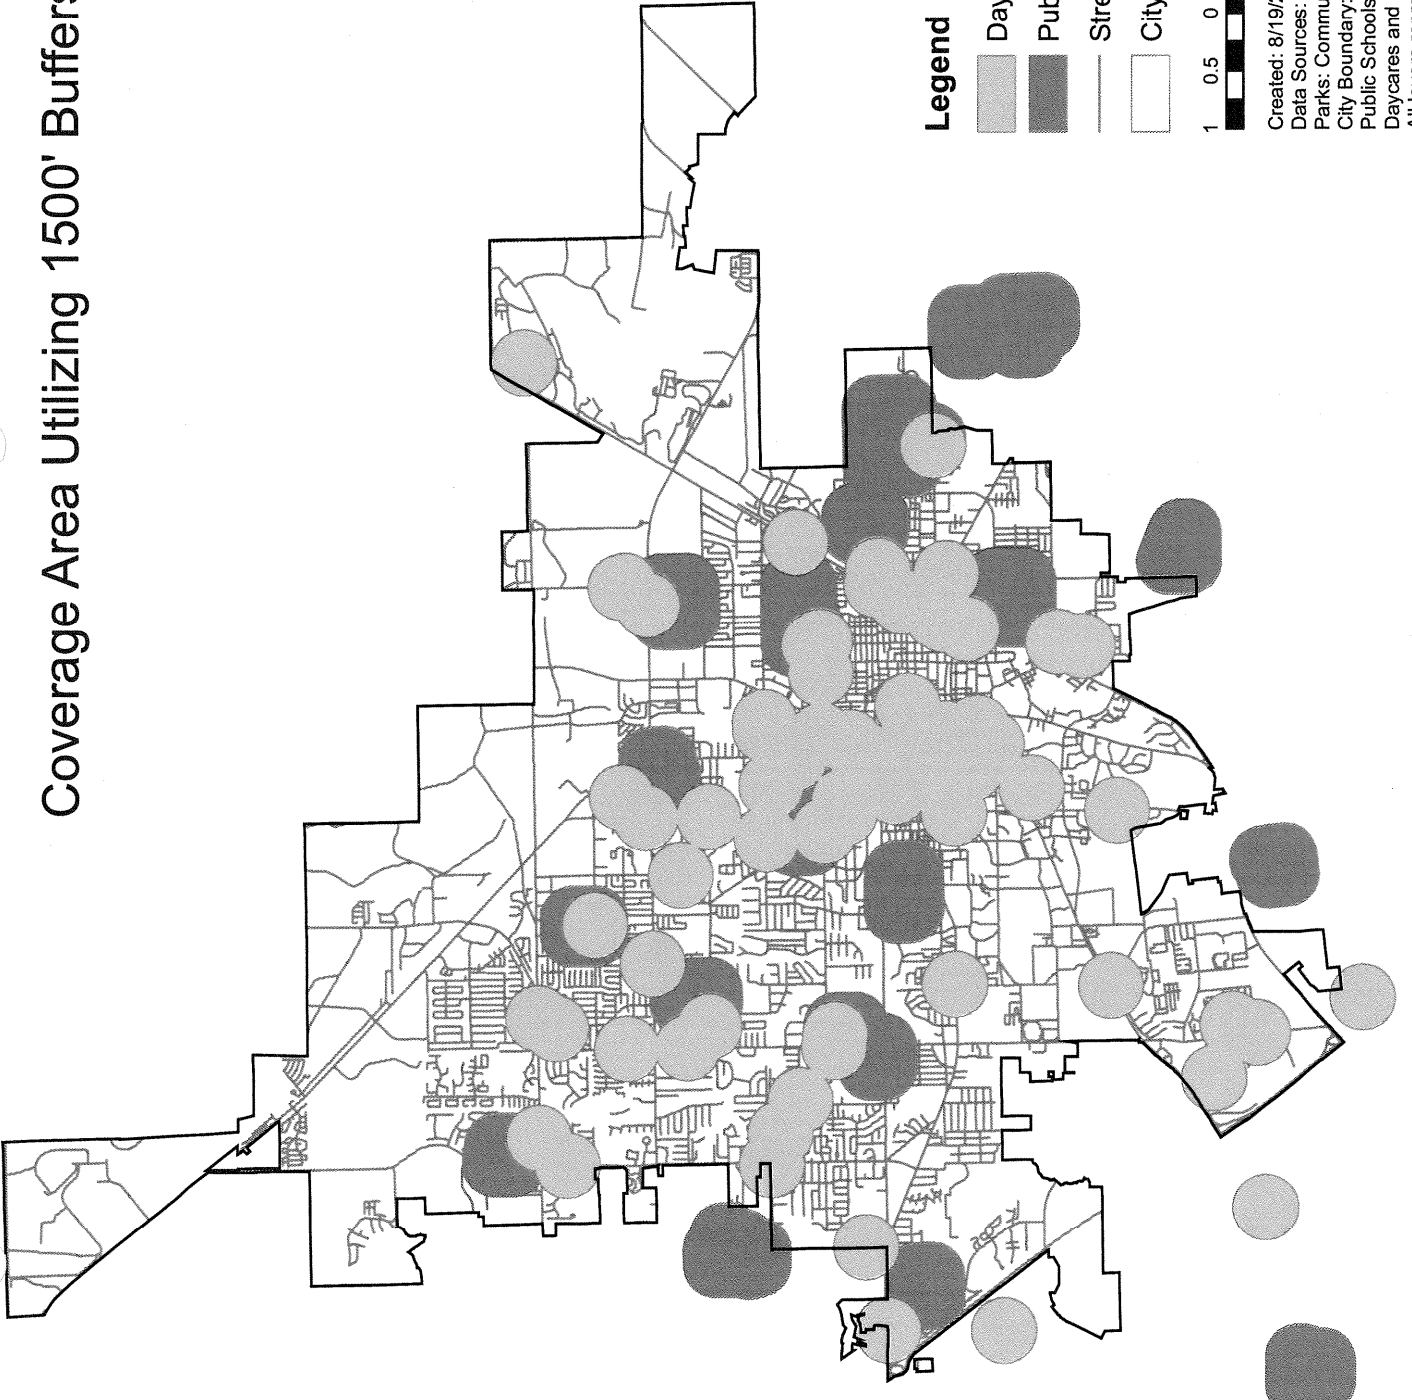 Coverage Area Utilizing 1500' Buffers
Legend
Day
Pub
Stre
City
1 0.5 0
Created: 8/19/
Data Sources:
Parks: Commu
City Boundary:
Public Schools
Daycares and